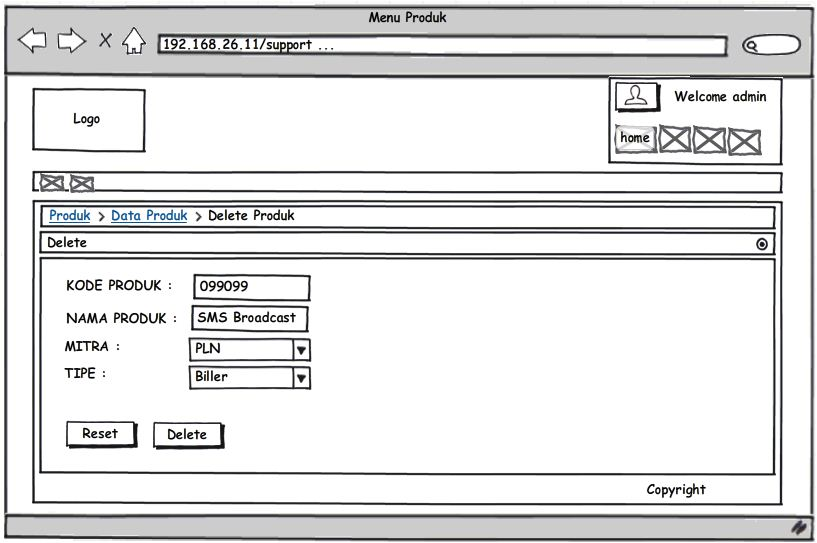 Menu Produk
192.168.26.11/support ...
Logo
Welcome admin
home
Produk > Data Produk > Delete Produk
Delete
KODE PRODUK : 099099
NAMA PRODUK : SMS Broadcast
MITRA : PLN
TIPE : Biller
Reset Delete
Copyright